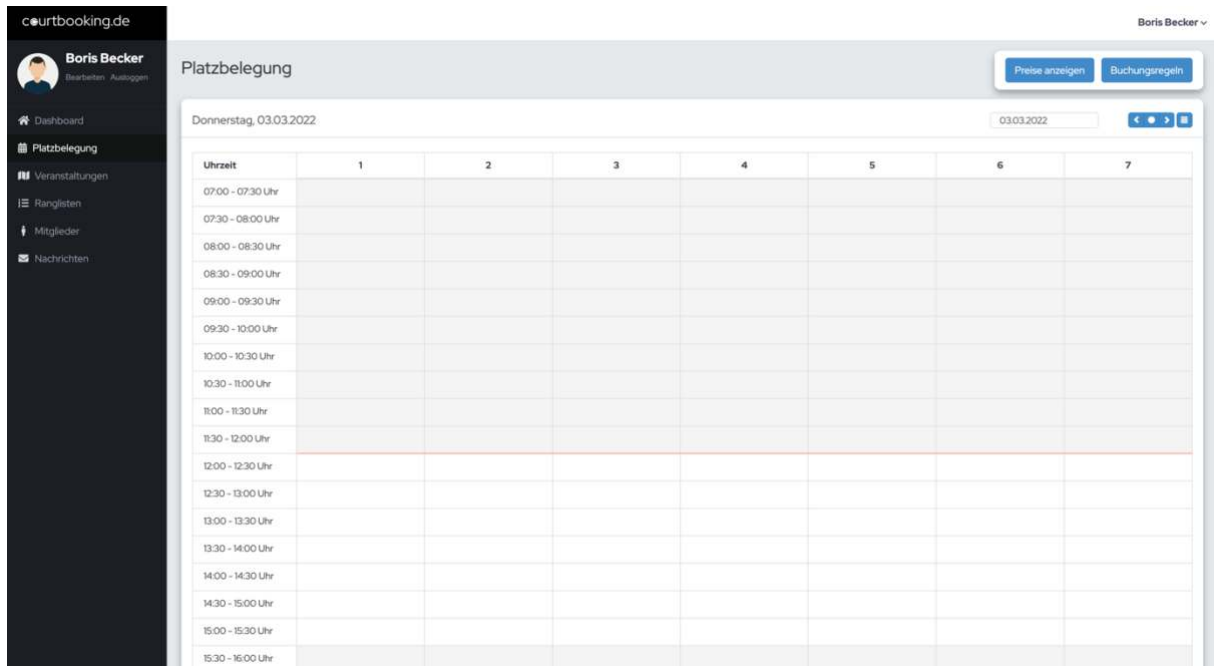 courtbooking.de
Boris Becker
Boris Becker
Bearbeiten Ausloggen
Dashboard
Platzbelegung
Veranstaltungen
Ranglisten
Mitglieder
Nachrichten
Platzbelegung
Preise anzeigen
Buchungsregeln
Donnerstag, 03.03.2022
03.03.2022
Uhrzeit 1 2 3 4 5 6 7
07:00 - 07:30 Uhr
07:30 - 08:00 Uhr
08:00 - 08:30 Uhr
08:30 - 09:00 Uhr
09:00 - 09:30 Uhr
09:30 - 10:00 Uhr
10:00 - 10:30 Uhr
10:30 - 11:00 Uhr
11:00 - 11:30 Uhr
11:30 - 12:00 Uhr
12:00 - 12:30 Uhr
12:30 - 13:00 Uhr
13:00 - 13:30 Uhr
13:30 - 14:00 Uhr
14:00 - 14:30 Uhr
14:30 - 15:00 Uhr
15:00 - 15:30 Uhr
15:30 - 16:00 Uhr